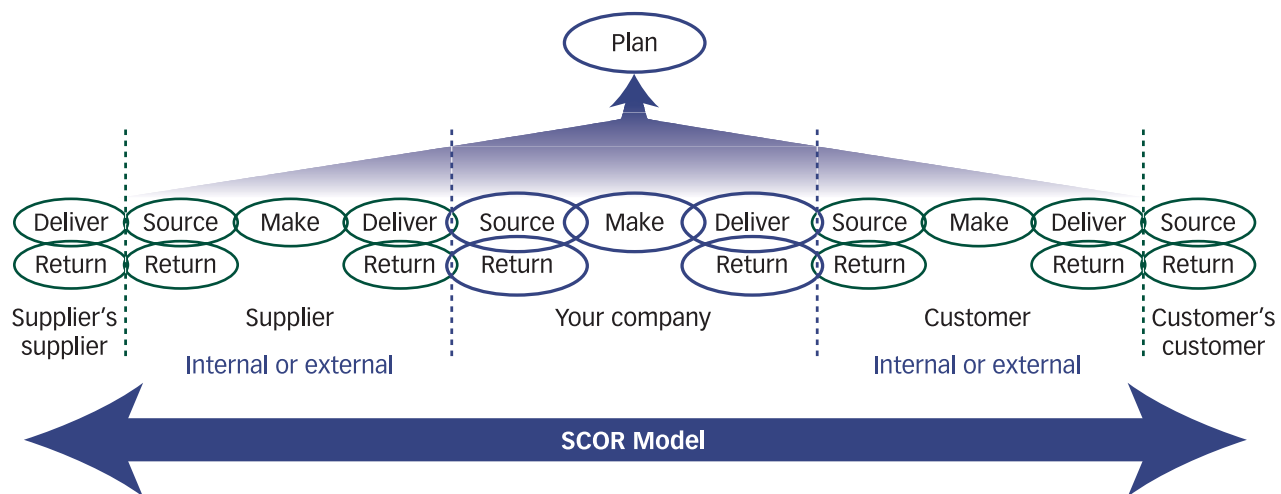 Plan
Deliver Source Make Deliver Source Make Deliver Source Make Deliver Source
Return Return Return Return Return Return Return Return
Supplier's supplier Supplier Your company Customer Customer's customer
Internal or external Internal or external
SCOR Model